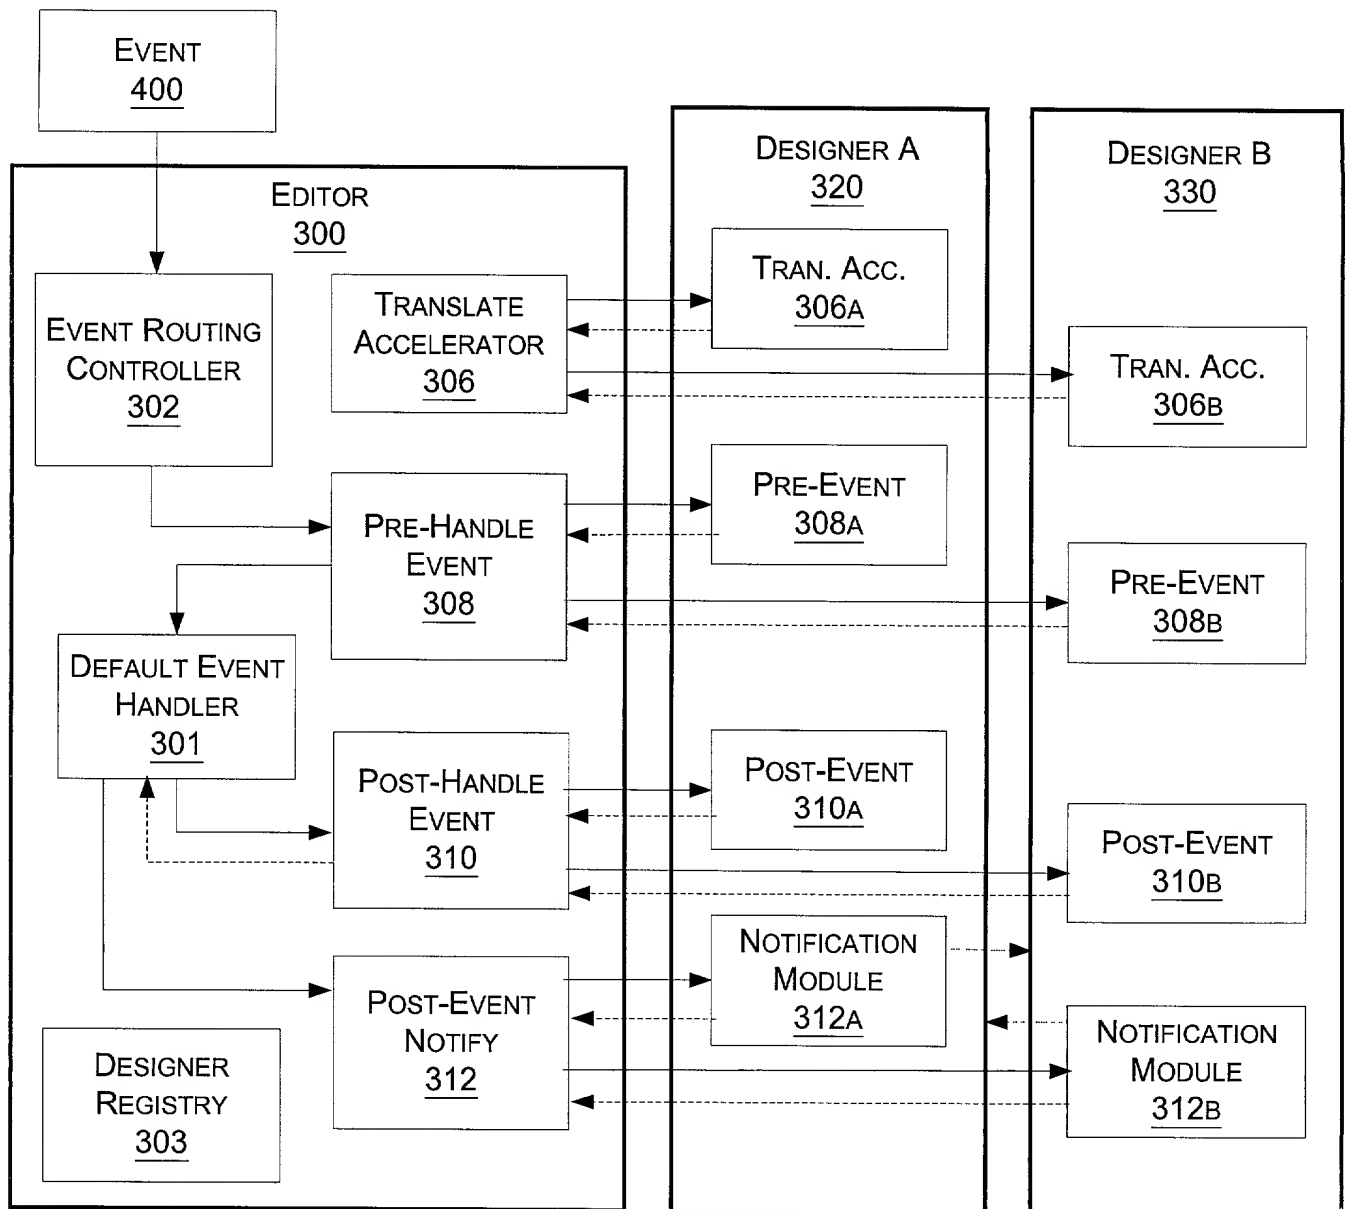 EVENT
400
EDITOR
300
EVENT ROUTING
CONTROLLER
302
TRANSLATE
ACCELERATOR
306
PRE-HANDLE
EVENT
308
DEFAULT EVENT
HANDLER
301
POST-HANDLE
EVENT
310
POST-EVENT
NOTIFY
312
DESIGNER
REGISTRY
303
DESIGNER A
320
TRAN. ACC.
306A
PRE-EVENT
308A
POST-EVENT
310A
NOTIFICATION
MODULE
312A
DESIGNER B
330
TRAN. ACC.
306B
PRE-EVENT
308B
POST-EVENT
310B
NOTIFICATION
MODULE
312B